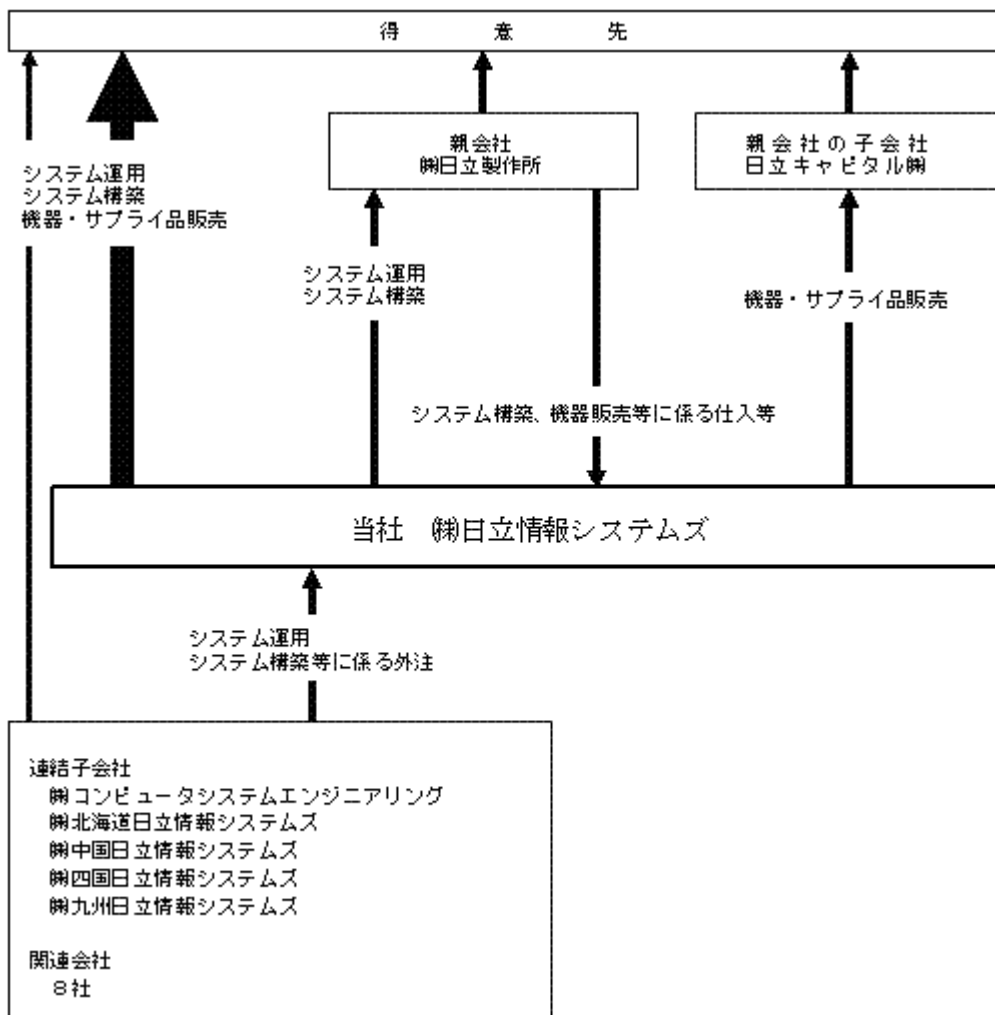 得意先
親会社
㈱日立製作所
親会社の子会社
日立キャピタル㈱
システム運用
システム構築
機器・サプライ品販売
システム運用
システム構築
機器・サプライ品販売
システム構築、機器販売等に係る仕入等
当社 ㈱日立情報システムズ
システム運用
システム構築等に係る外注
連結子会社
㈱コンピュータシステムエンジニアリング
㈱北海道日立情報システムズ
㈱中国日立情報システムズ
㈱四国日立情報システムズ
㈱九州日立情報システムズ
関連会社
8社